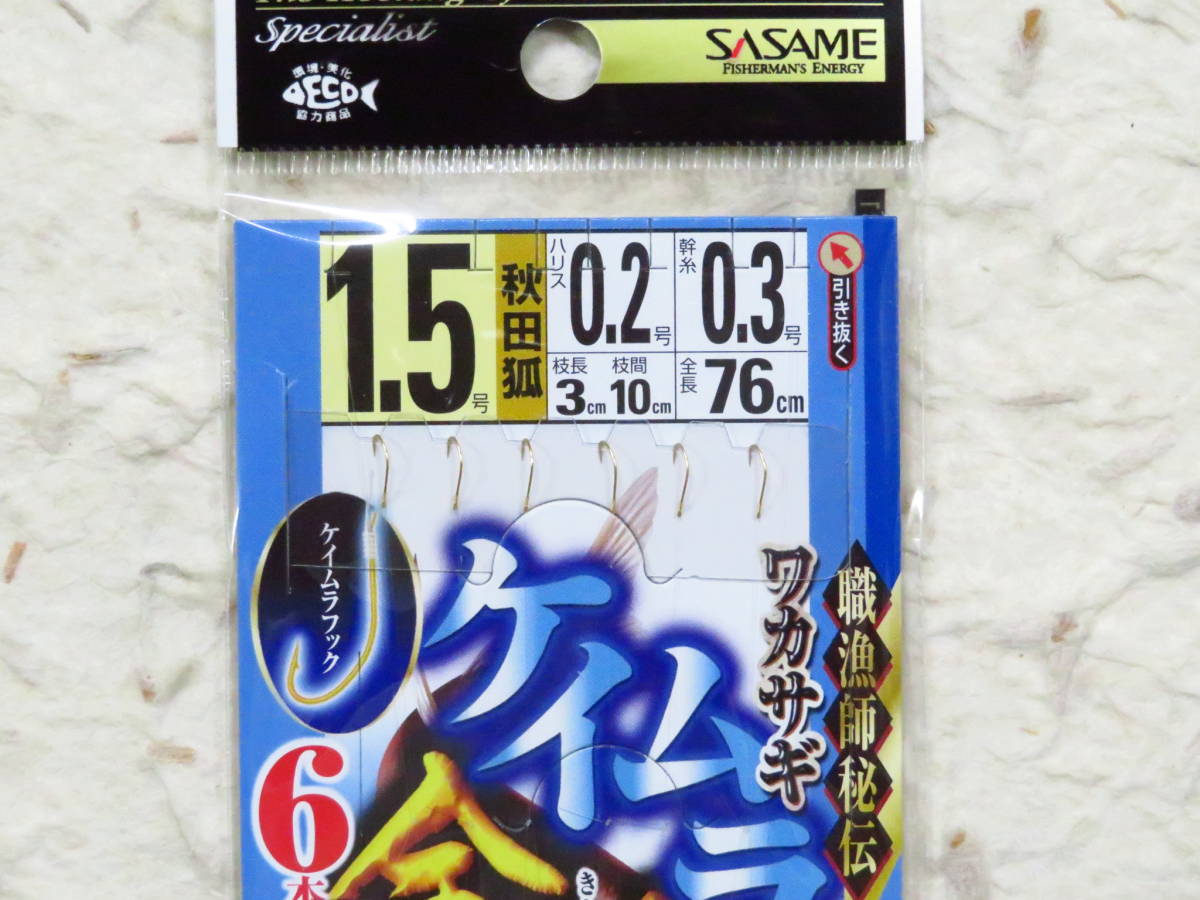 Specialist
環境・美化
DECO
協力商品
SASAME
FISHERMAN'S ENERGY
1.5号
秋田狐
ハリス 0.2号
幹糸 0.3号
枝長 3cm
枝間 10cm
全長 76cm
引き抜く
ケイムラフック
ワカサギ
職漁師秘伝
ケイムラ
金
6本